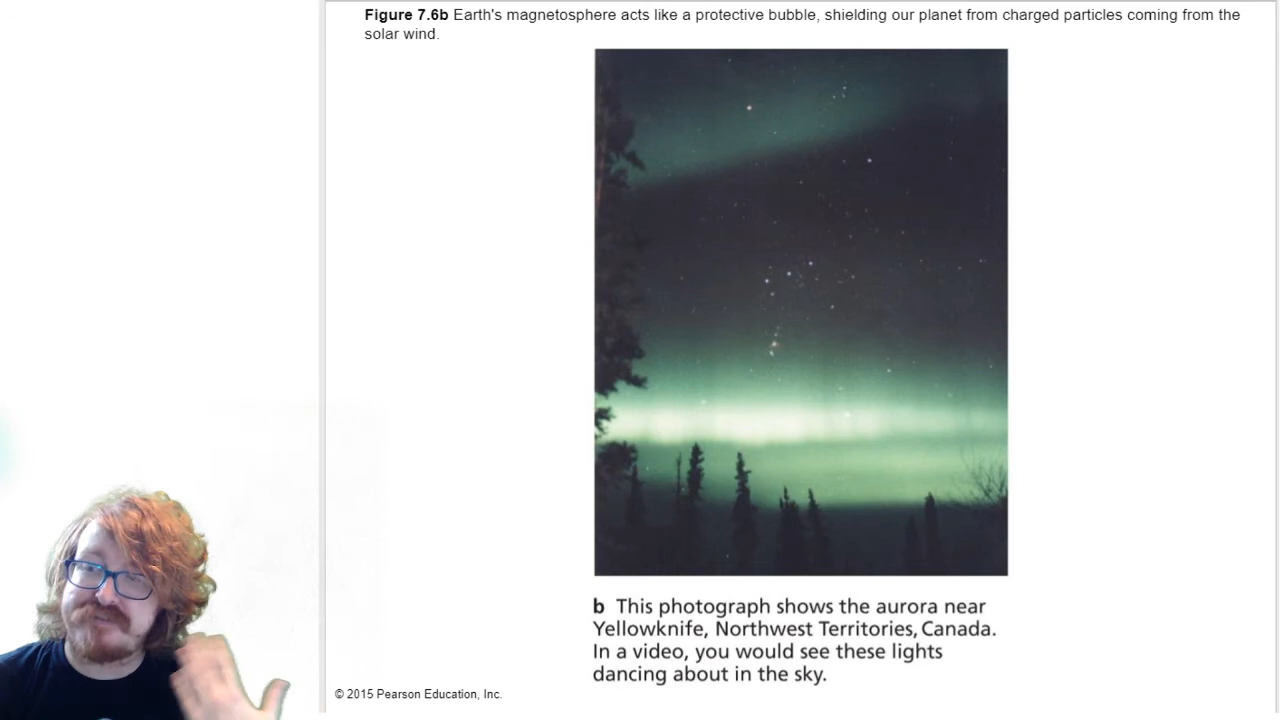 Figure 7.6b Earth's magnetosphere acts like a protective bubble, shielding our planet from charged particles coming from the
solar wind.
b This photograph shows the aurora near
Yellowknife, Northwest Territories, Canada.
In a video, you would see these lights
dancing about in the sky.
© 2015 Pearson Education, Inc.